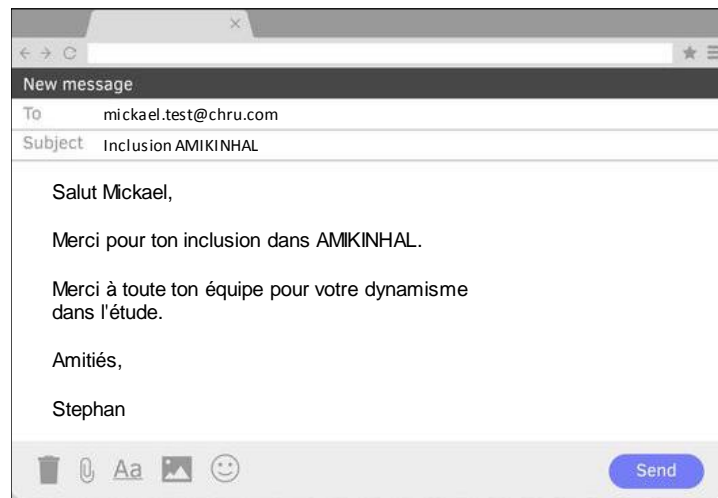 New message
To mickael.test@chru.com
Subject Inclusion AMIKINHAL
Salut Mickael,
Merci pour ton inclusion dans AMIKINHAL.
Merci à toute ton équipe pour votre dynamisme
dans l'étude.
Amitiés,
Stephan
Aa
Send